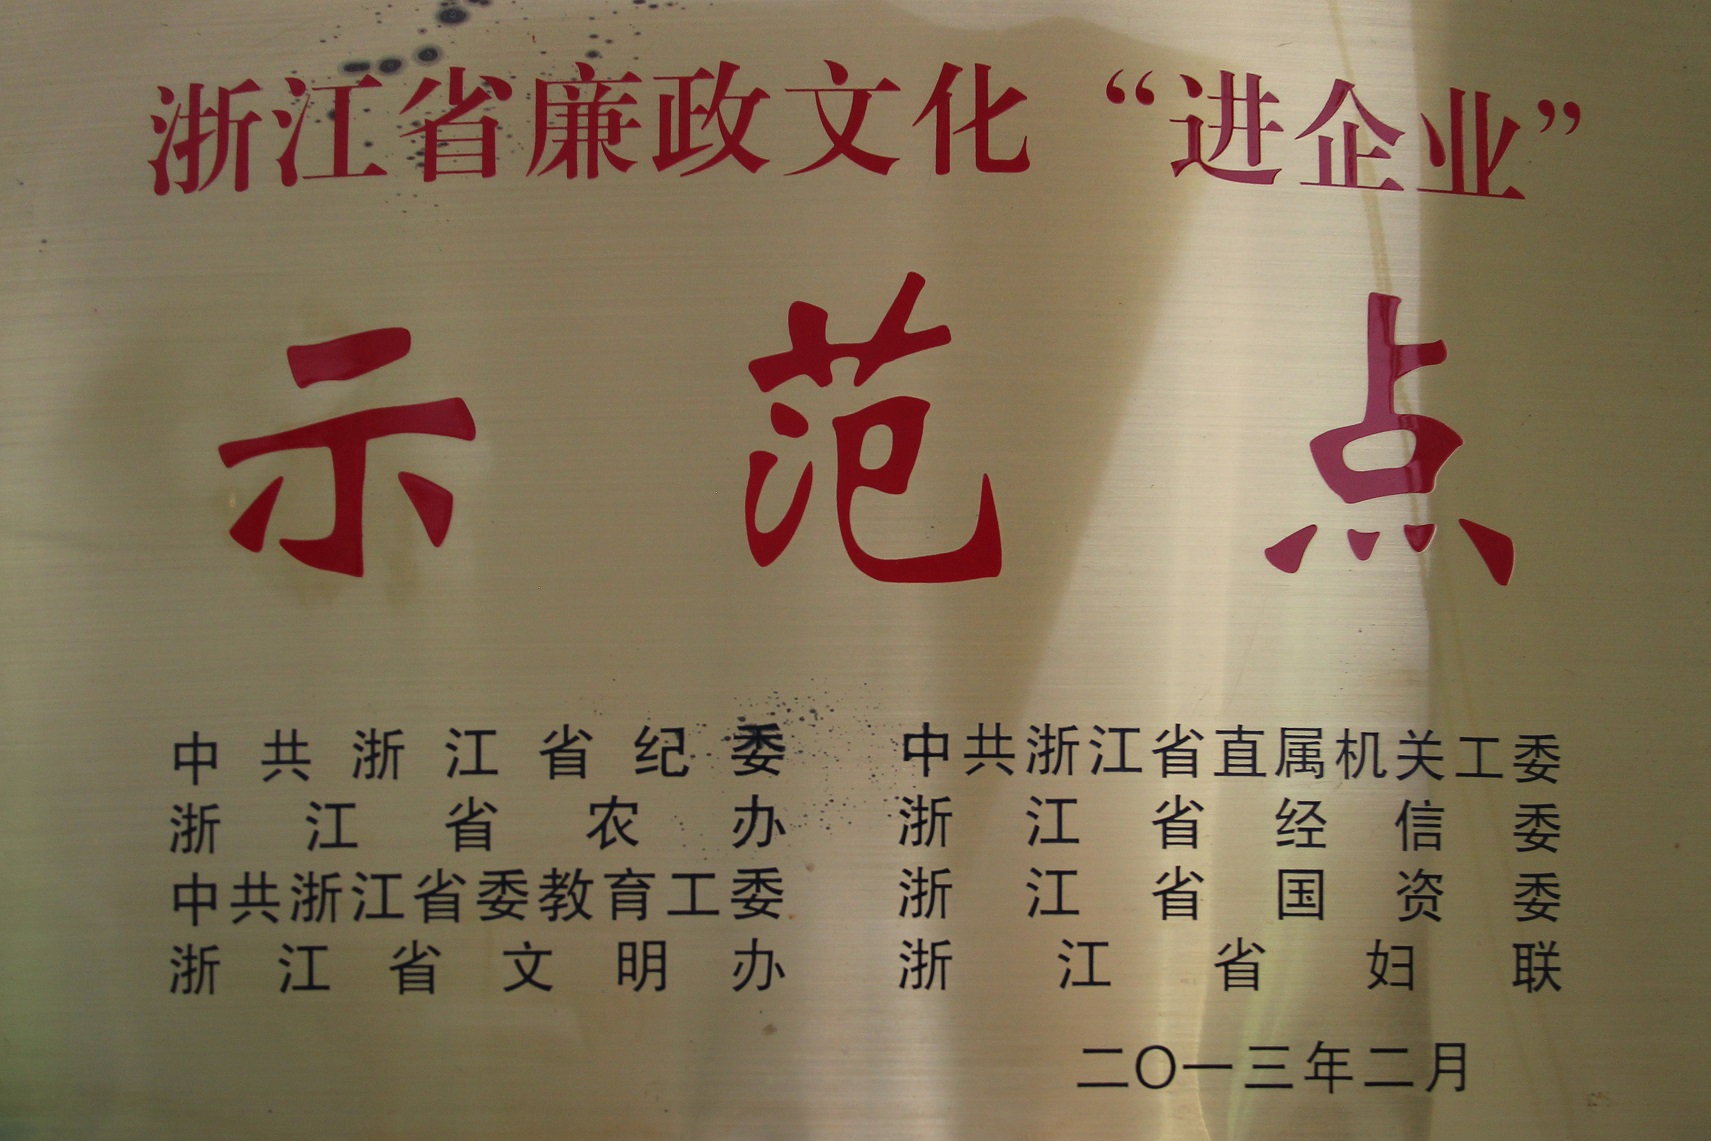 浙江省廉政文化“进企业”
示范点
中共浙江省纪委 中共浙江省直属机关工委
浙江省农办 浙江省经信委
中共浙江省委教育工委 浙江省国资委
浙江省文明办 浙江省妇联
二〇一三年二月